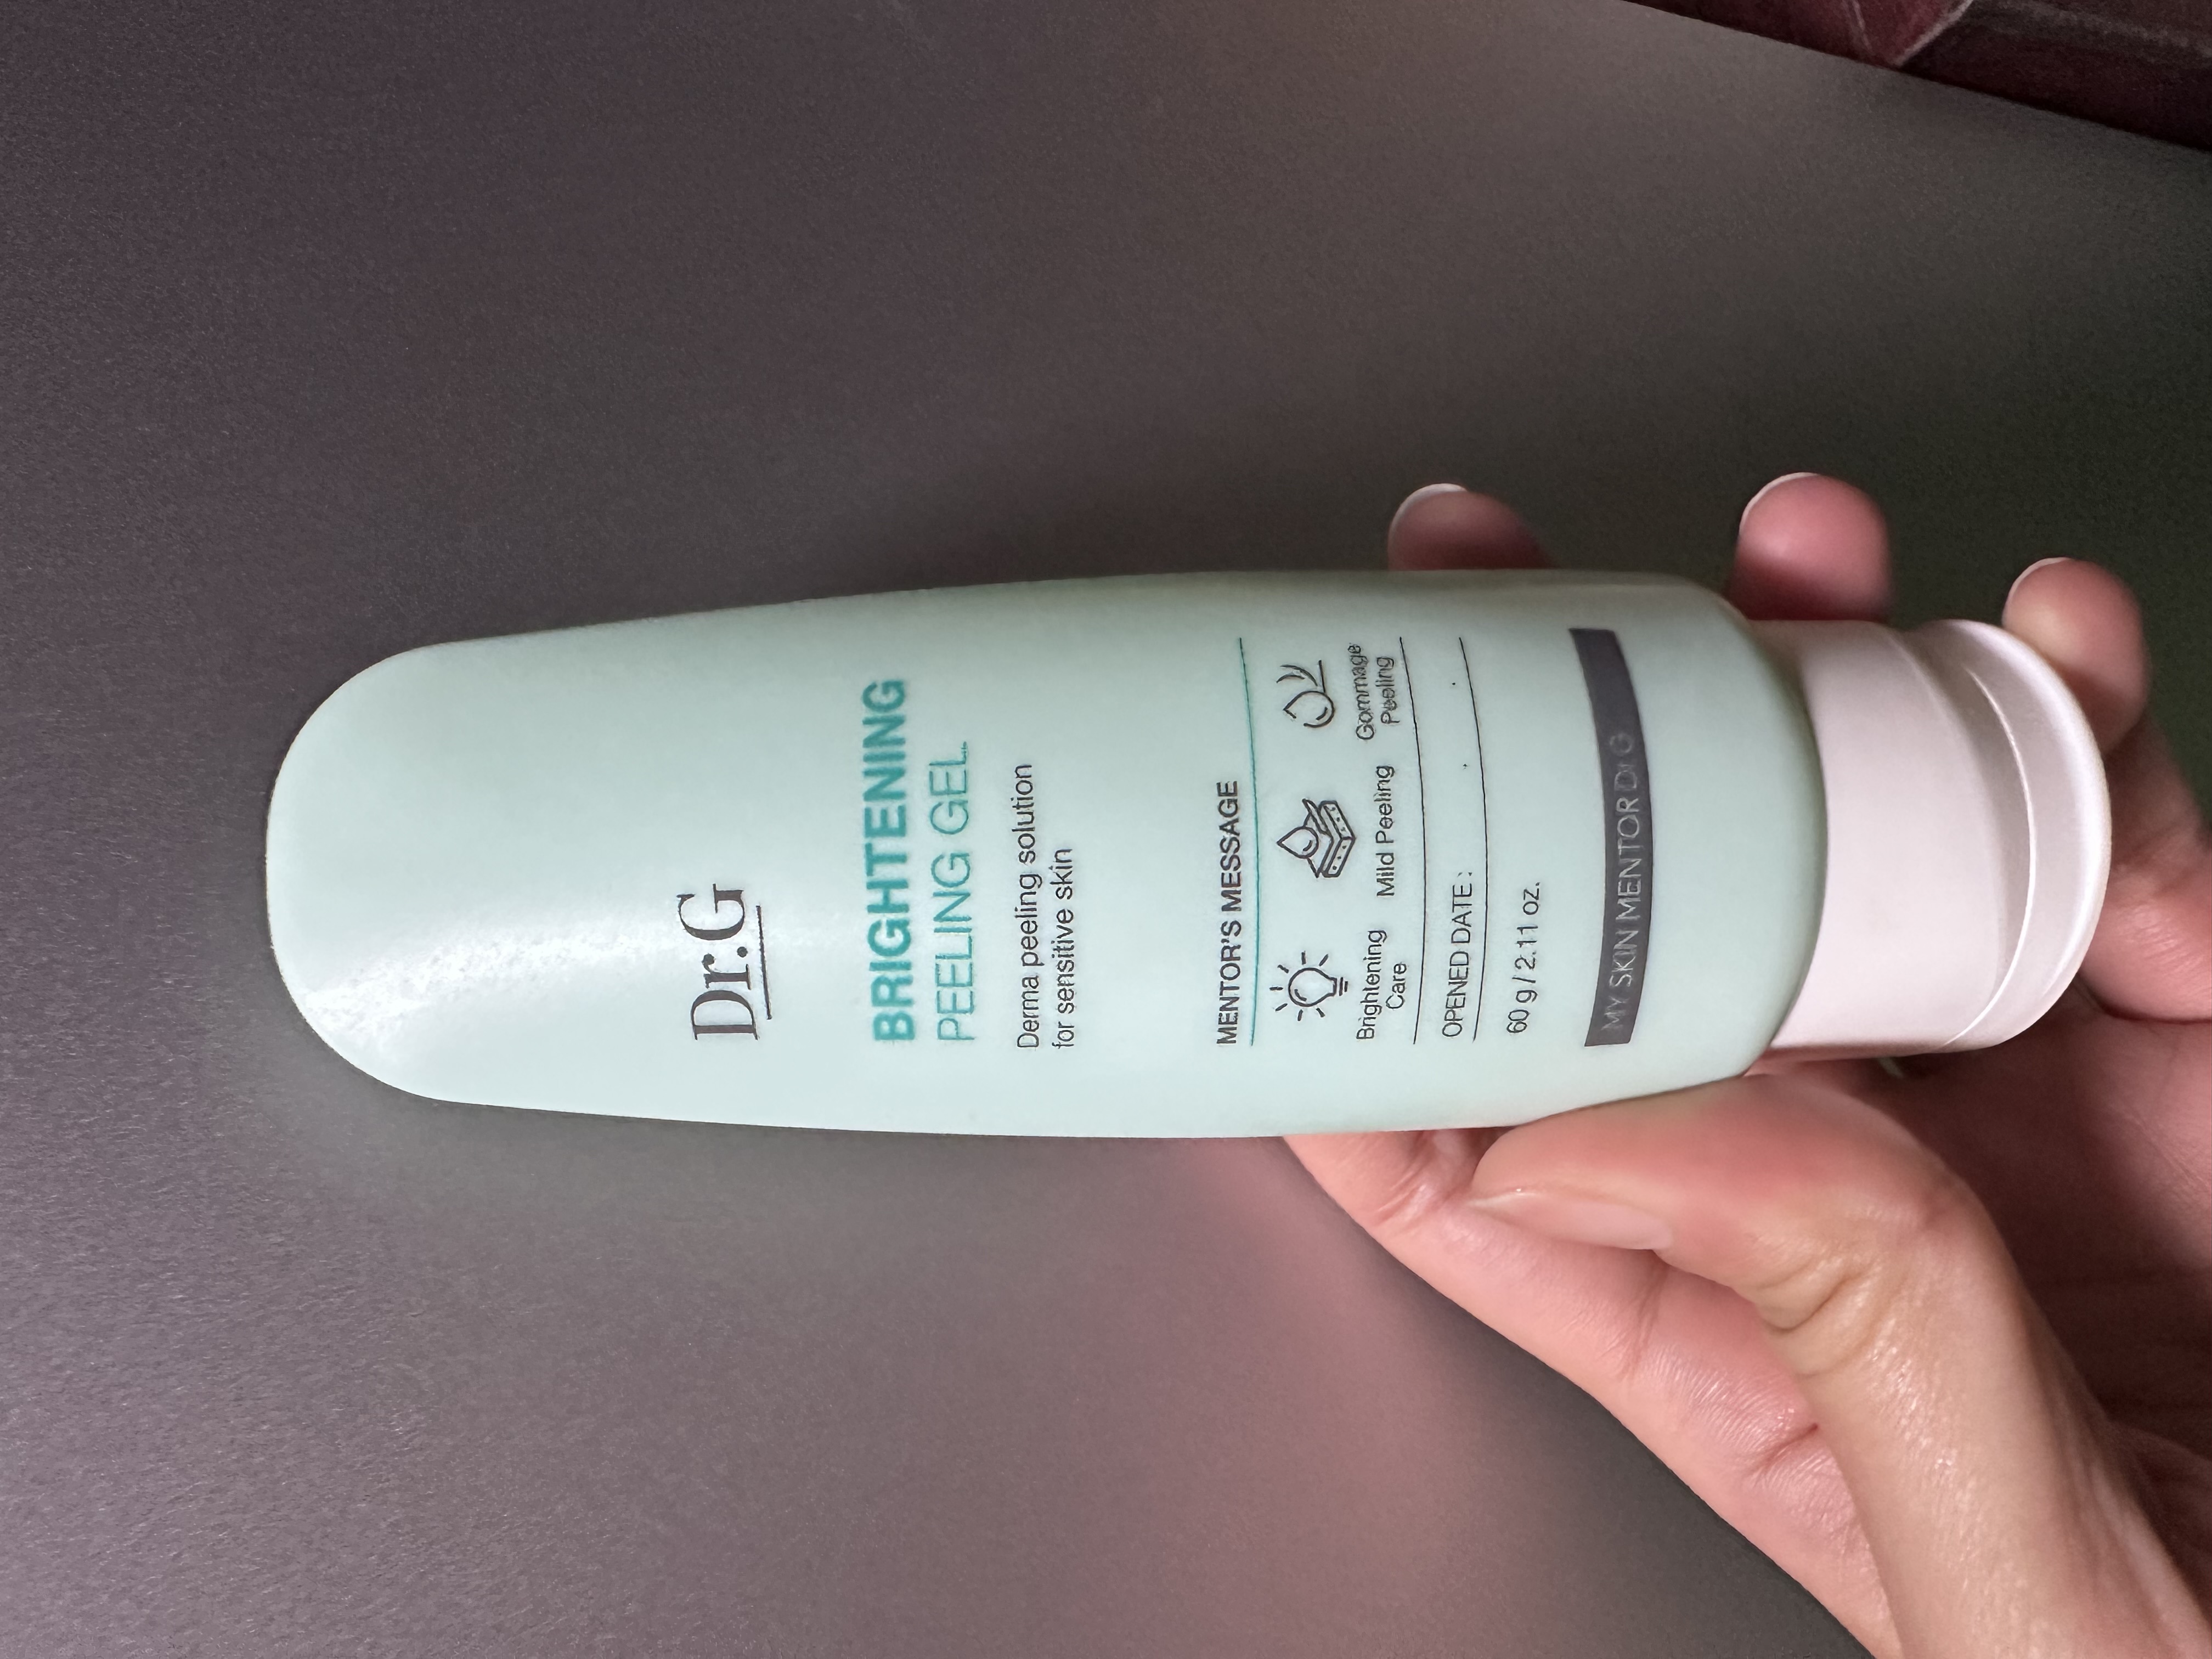 Dr.G
BRIGHTENING
PEELING GEL
Derma peeling solution
for sensitive skin
MENTOR'S MESSAGE
Brightening
Care
Mild Peeling
Gommage
Peeling
OPENED DATE : . .
60 g / 2.11 oz.
MY SKIN MENTOR Dr.G